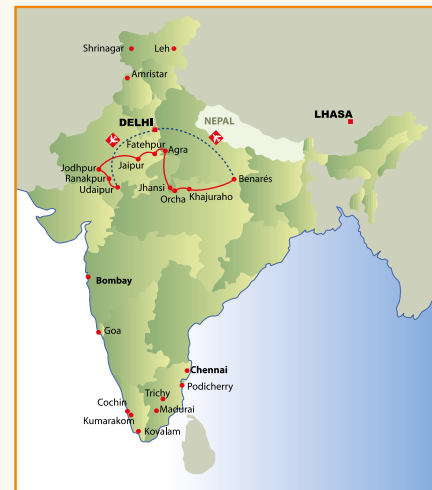 Shrinagar
Leh
Amristar
DELHI
NEPAL
LHASA
Fatehpur
Agra
Jodhpur
Jaipur
Ranakpur
Udaipur
Jhansi
Benarés
Orcha
Khajuraho
Bombay
Goa
Chennai
Podicherry
Trichy
Cochin
Madurai
Kumarakom
Kovalam